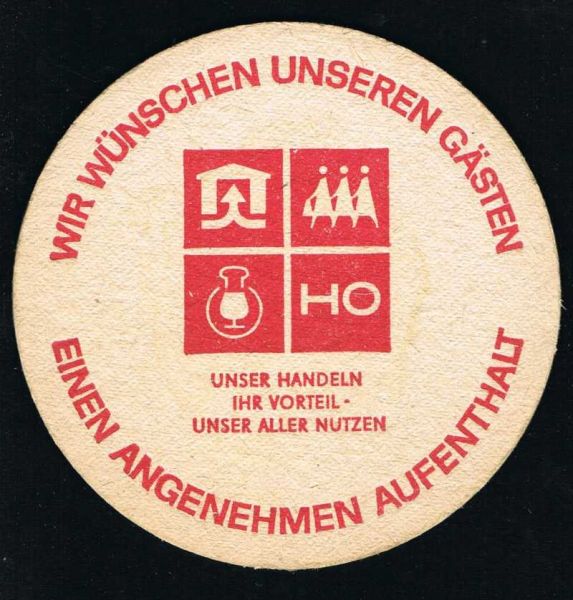 WIR WÜNSCHEN UNSEREN GÄSTEN
HO
UNSER HANDELN
IHR VORTEIL -
UNSER ALLER NUTZEN
EINEN ANGENEHMEN AUFENTHALT